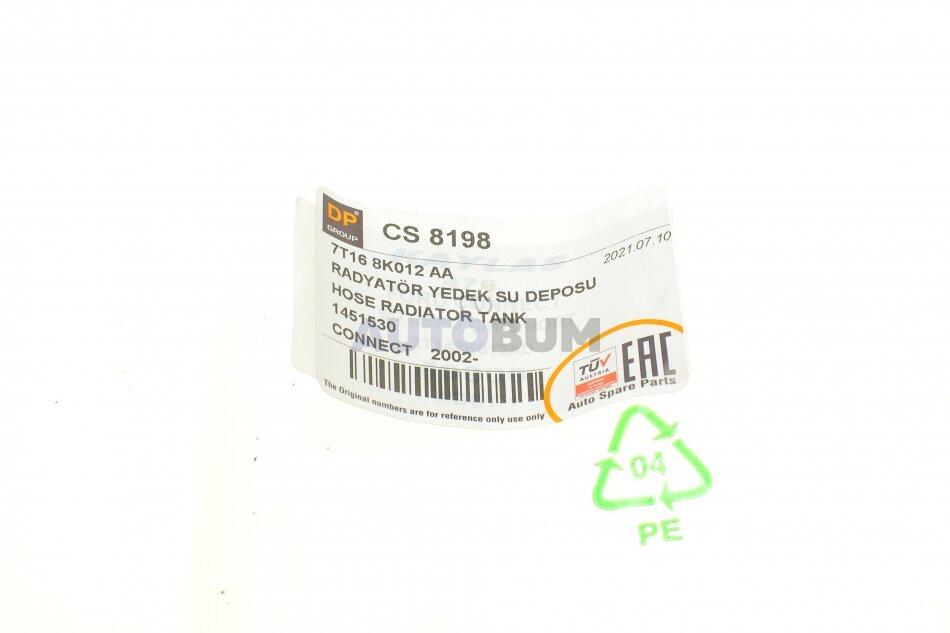 DP®
GROUP
CS 8198
2021.07.10
7T16 8K012 AA
RADYATÖR YEDEK SU DEPOSU
HOSE RADIATOR TANK
1451530
CONNECT 2002-
AUTOBUM
The Original numbers are for reference only use only
TÜV
AUSTRIA
EAC
Auto Spare Parts
04
PE